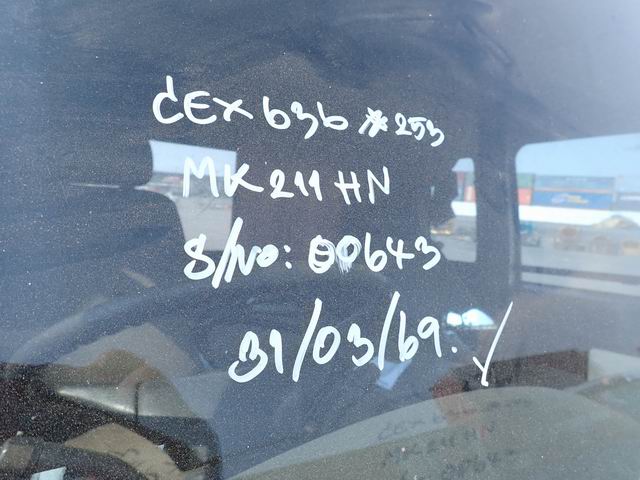 CEX 636 * 253
MK 211 HN
S/No: 00643
31/03/69.